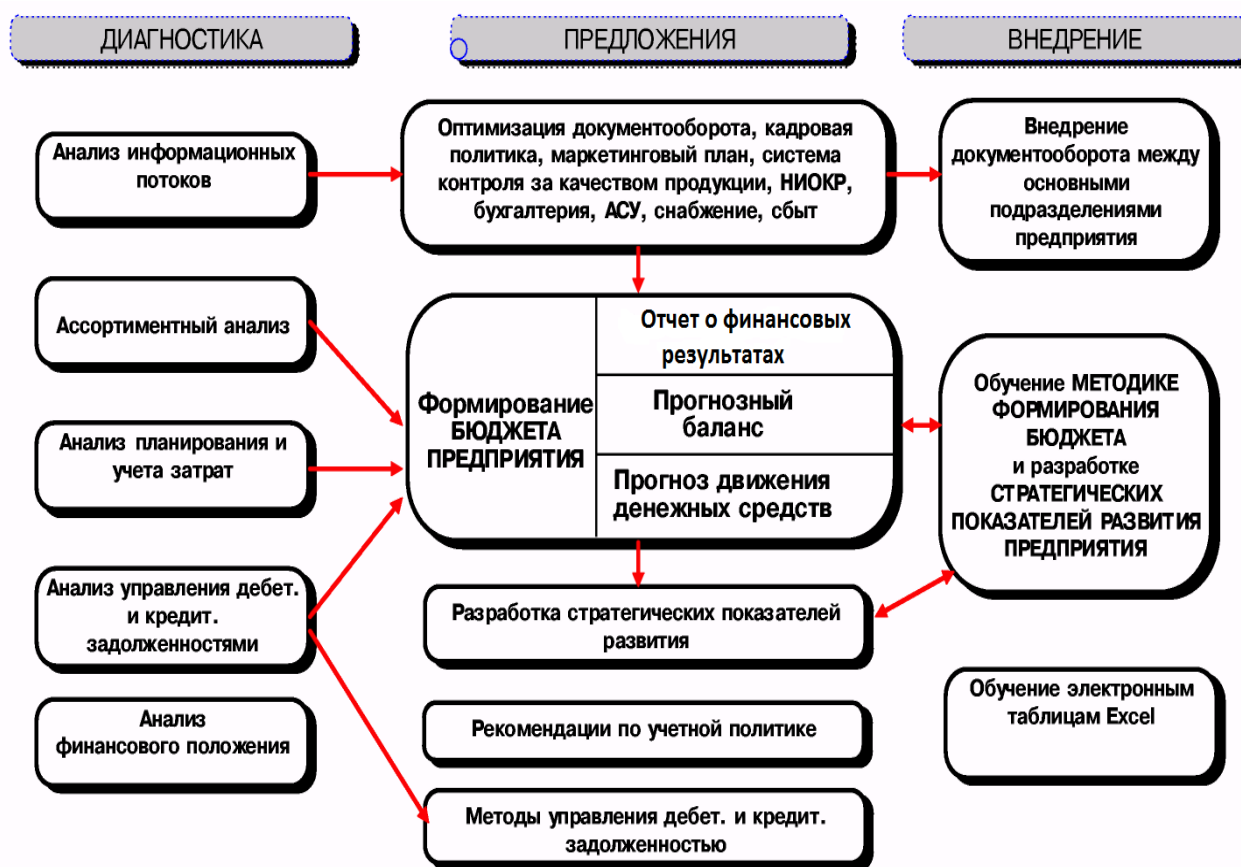 ДИАГНОСТИКА
ПРЕДЛОЖЕНИЯ
ВНЕДРЕНИЕ
Анализ информационных
потоков
Ассортиментный анализ
Анализ планирования и
учета затрат
Анализ управления дебет.
и кредит.
задолженностями
Анализ
финансового положения
Оптимизация документооборота, кадровая
политика, маркетинговый план, система
контроля за качеством продукции, НИОКР,
бухгалтерия, АСУ, снабжение, сбыт
Формирование
БЮДЖЕТА
ПРЕДПРИЯТИЯ
Отчет о финансовых
результатах
Прогнозный
баланс
Прогноз движения
денежных средств
Разработка стратегических показателей
развития
Рекомендации по учетной политике
Методы управления дебет. и кредит.
задолженностью
Внедрение
документооборота между
основными
подразделениями
предприятия
Обучение МЕТОДИКЕ
ФОРМИРОВАНИЯ
БЮДЖЕТА
и разработке
СТРАТЕГИЧЕСКИХ
ПОКАЗАТЕЛЕЙ РАЗВИТИЯ
ПРЕДПРИЯТИЯ
Обучение электронным
таблицам Excel